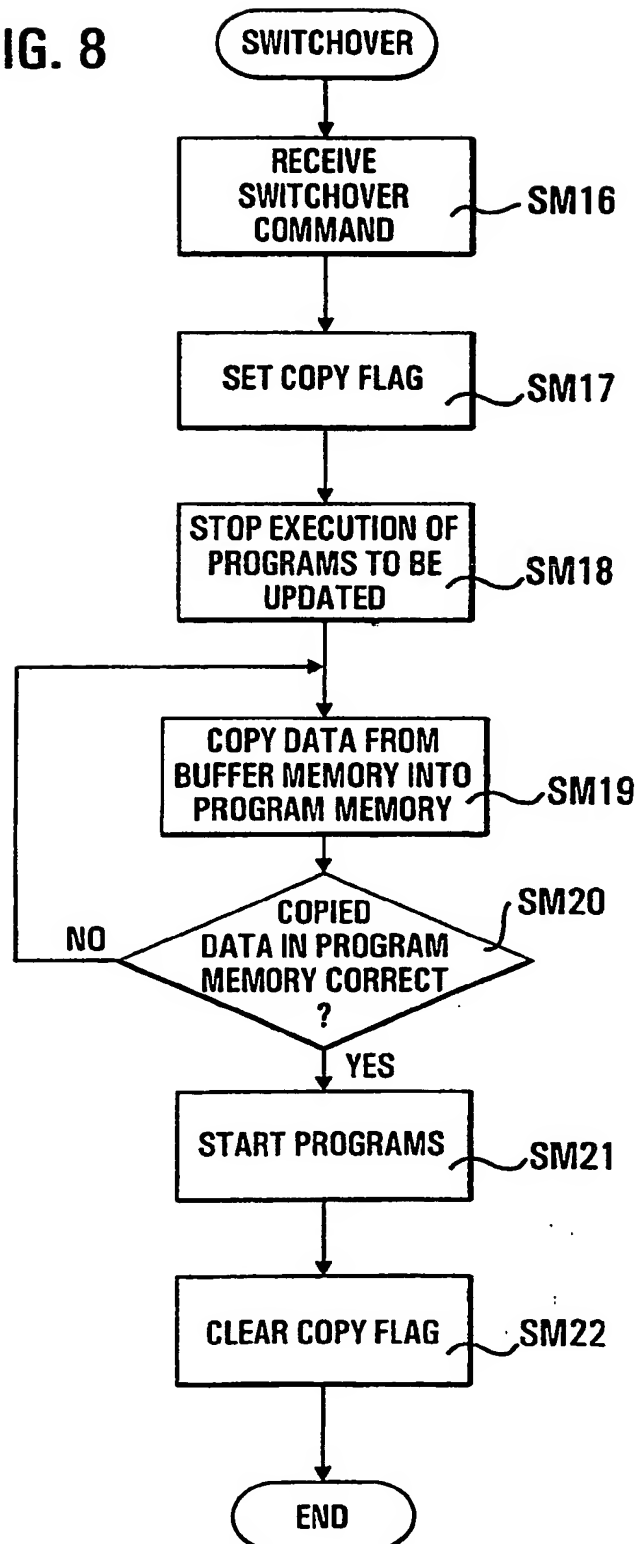 IG. 8
SWITCHOVER
RECEIVE
SWITCHOVER
COMMAND
SM16
SET COPY FLAG
SM17
STOP EXECUTION OF
PROGRAMS TO BE
UPDATED
SM18
COPY DATA FROM
BUFFER MEMORY INTO
PROGRAM MEMORY
SM19
COPIED
DATA IN PROGRAM
MEMORY CORRECT
?
SM20
NO
YES
START PROGRAMS
SM21
CLEAR COPY FLAG
SM22
END